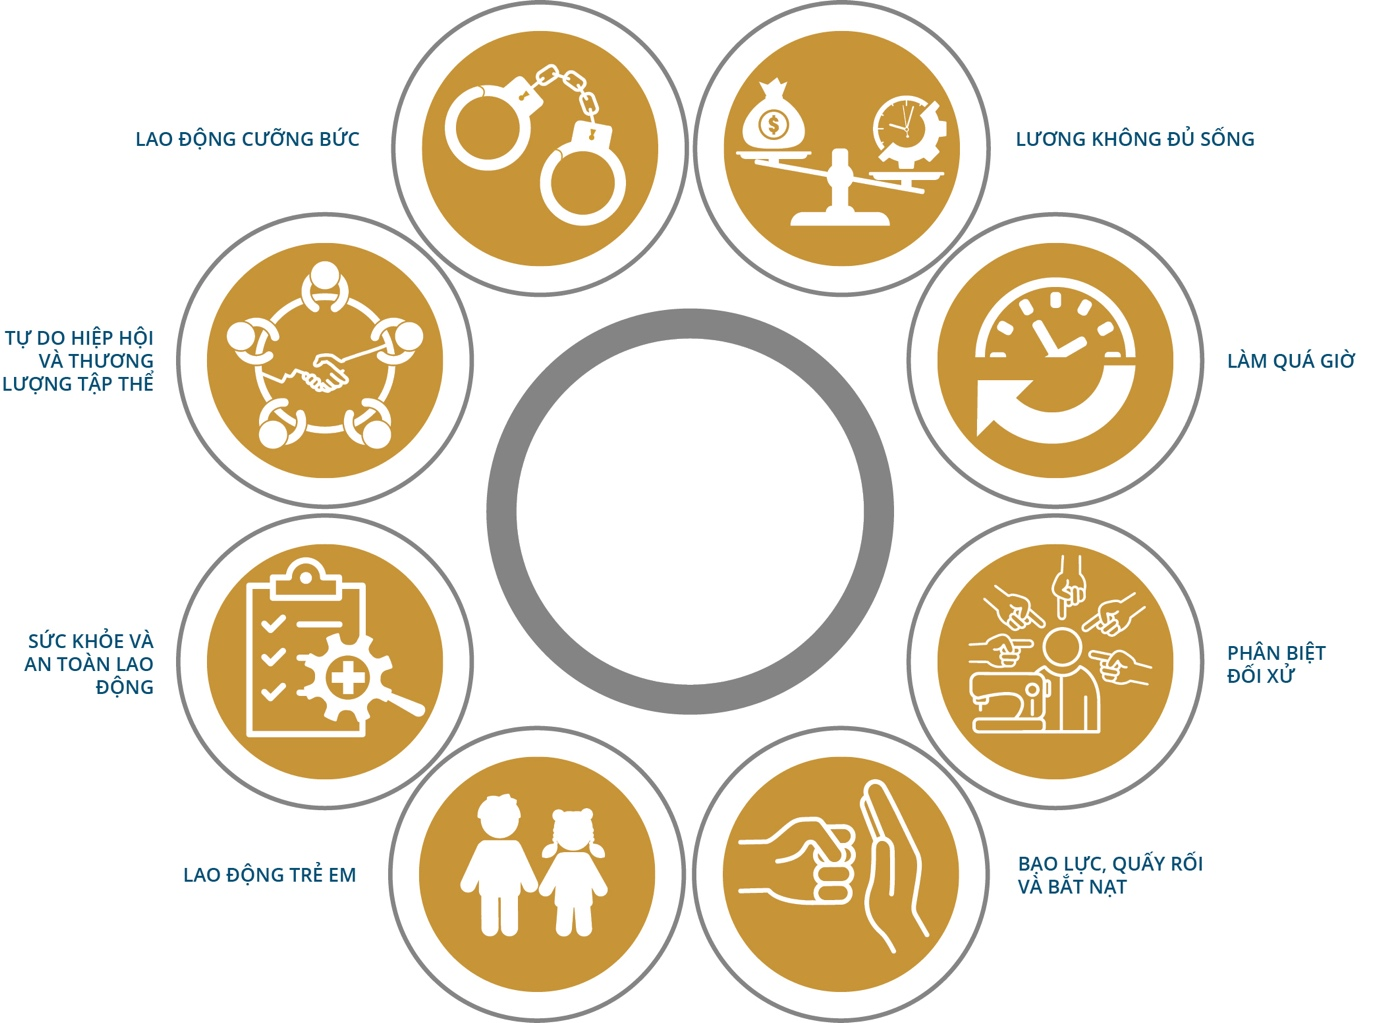 LAO ĐỘNG CƯỠNG BỨC
LƯƠNG KHÔNG ĐỦ SỐNG
TỰ DO HIỆP HỘI
VÀ THƯƠNG
LƯỢNG TẬP THỂ
LÀM QUÁ GIỜ
SỨC KHỎE VÀ
AN TOÀN LAO
ĐỘNG
PHÂN BIỆT
ĐỐI XỬ
LAO ĐỘNG TRẺ EM
BẠO LỰC, QUẤY RỐI
VÀ BẮT NẠT
$